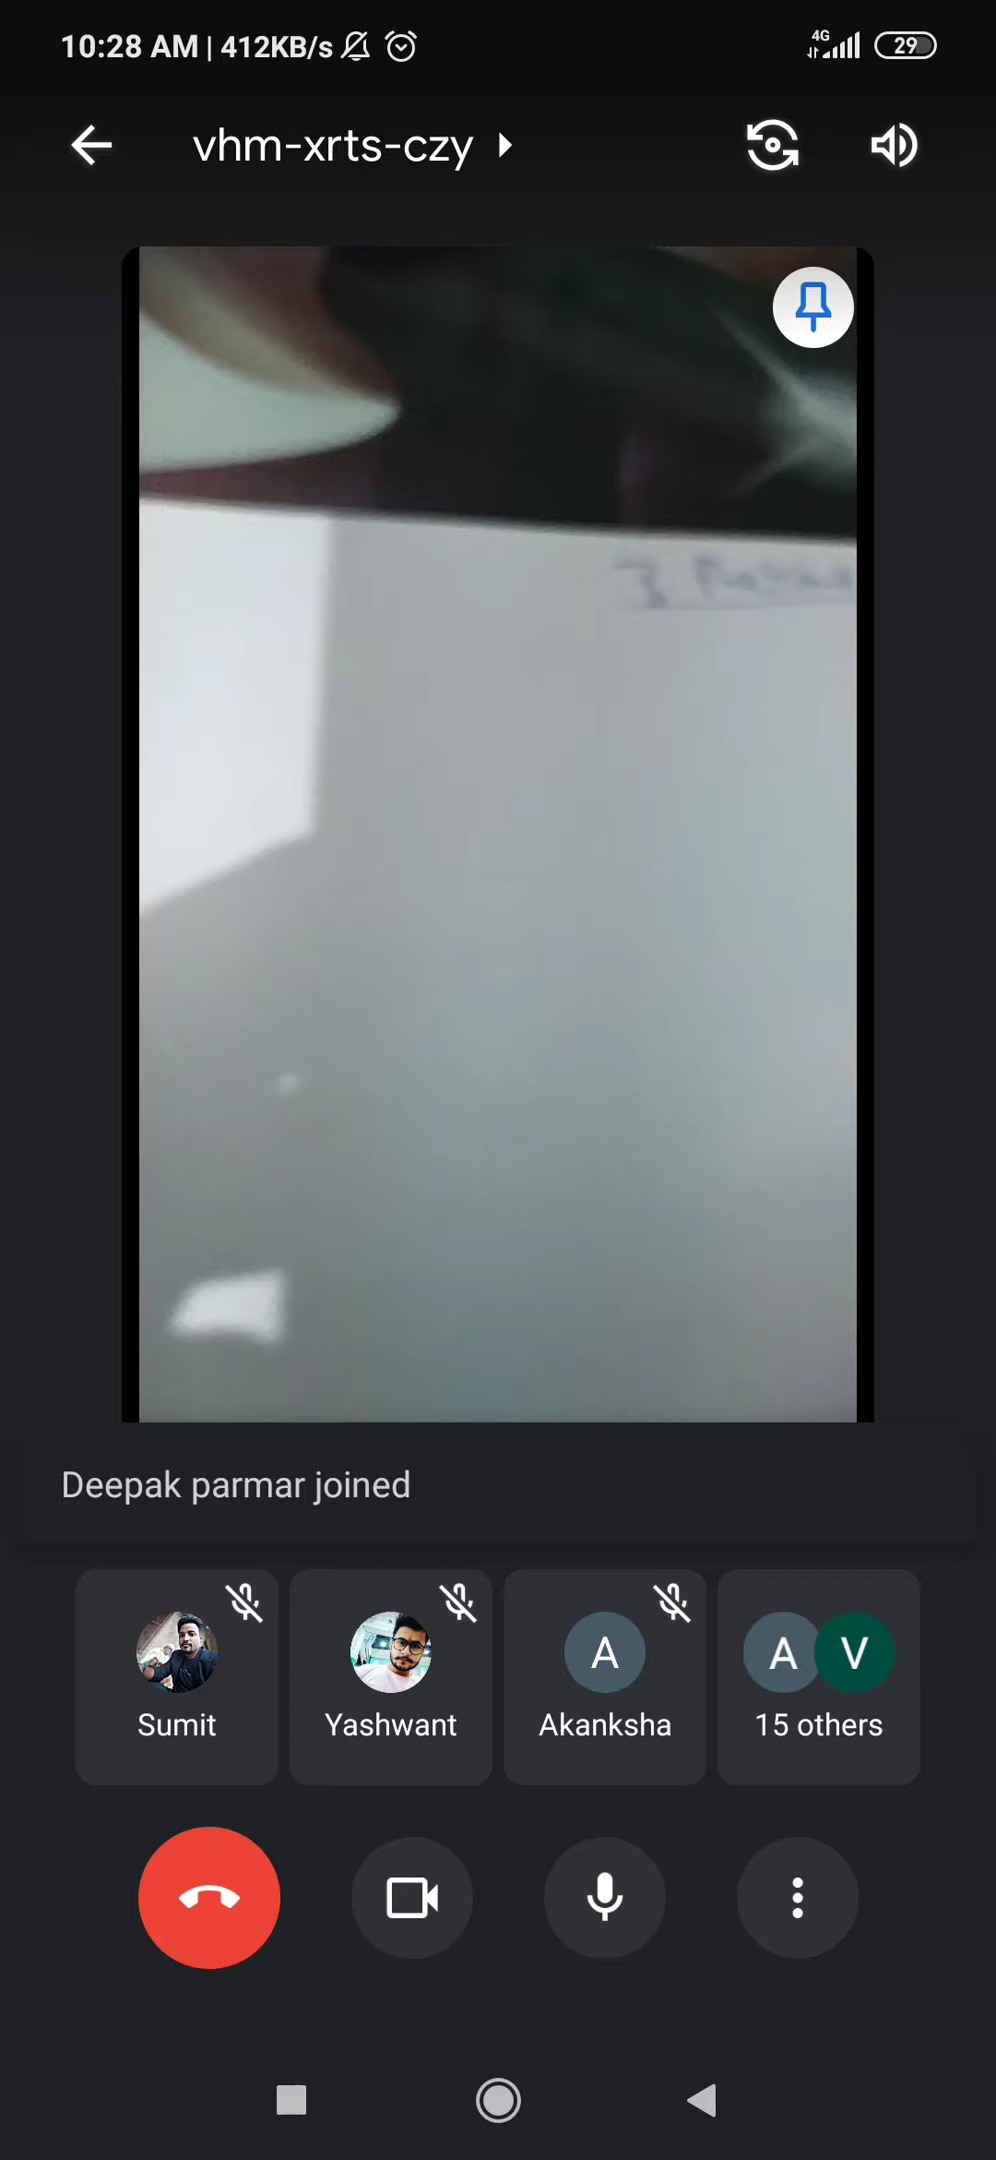 10:28 AM | 412KB/s
4G
29
vhm-xrts-czy
Deepak parmar joined
A
A
V
Sumit
Yashwant
Akanksha
15 others